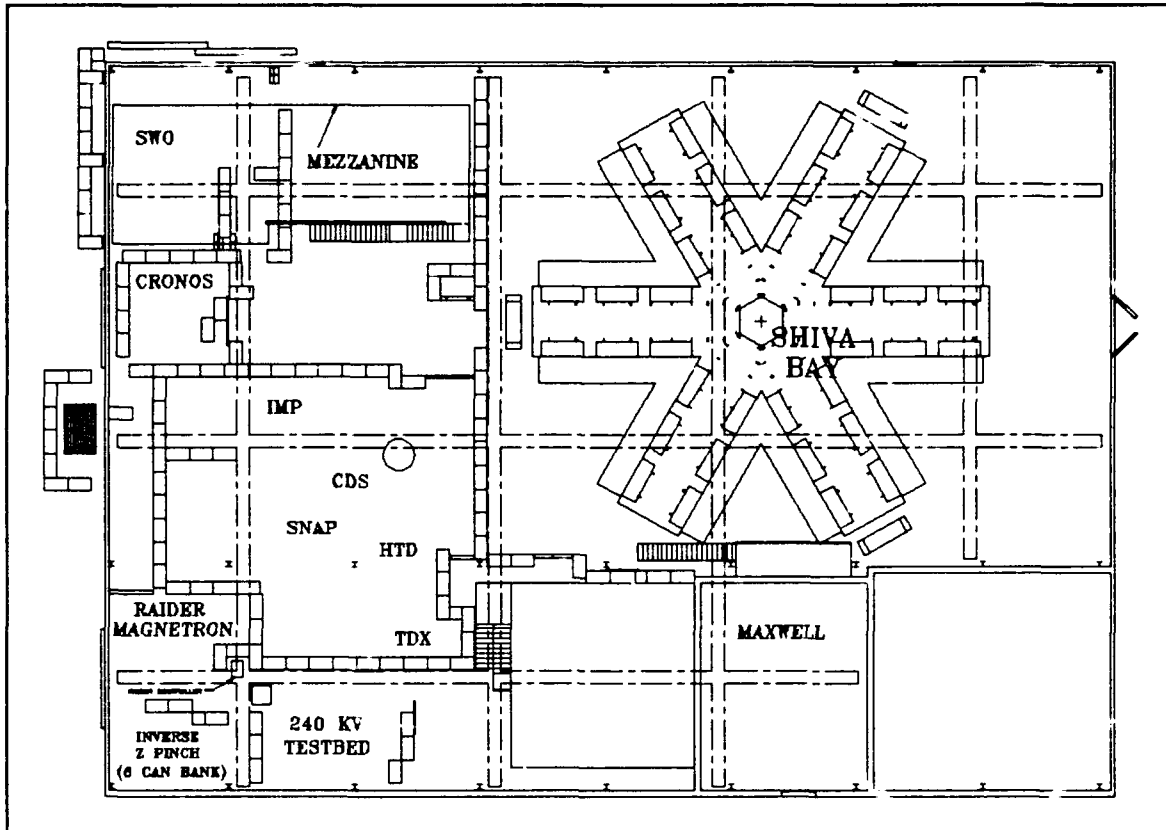 SWO
MEZZANINE
CRONOS
SHIVA
BAY
IMP
CDS
SNAP
HTD
RAIDER
MAGNETRON
TDX
MAXWELL
240 KV
TESTBED
INVERSE
Z PINCH
(6 CAN BANK)